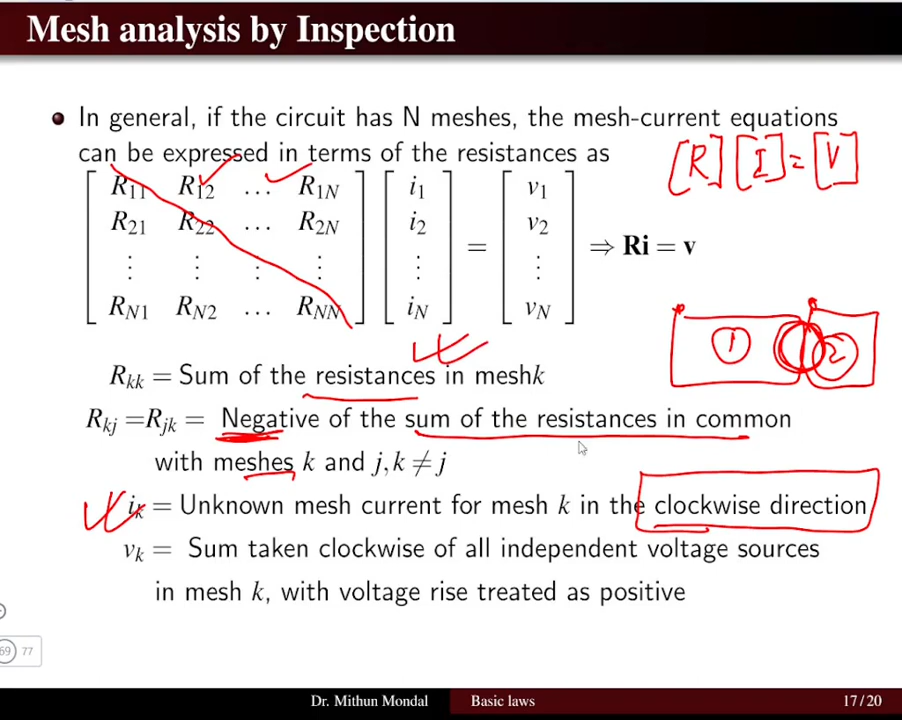 Mesh analysis by Inspection
In general, if the circuit has N meshes, the mesh-current equations
can be expressed in terms of the resistances as
[R] [I] = [V]
R11 R12 ... R1N i1 v1
R21 R22 ... R2N i2 = v2 ⇒ Ri = v
⋮ ⋮ ⋮ ⋮ ⋮ ⋮
RN1 RN2 ... RNN iN vN
1 2
Rkk = Sum of the resistances in meshk
Rkj =Rjk = Negative of the sum of the resistances in common
with meshes k and j, k ≠ j
ik = Unknown mesh current for mesh k in the clockwise direction
vk = Sum taken clockwise of all independent voltage sources
in mesh k, with voltage rise treated as positive
69 77
Dr. Mithun Mondal Basic laws 17/20